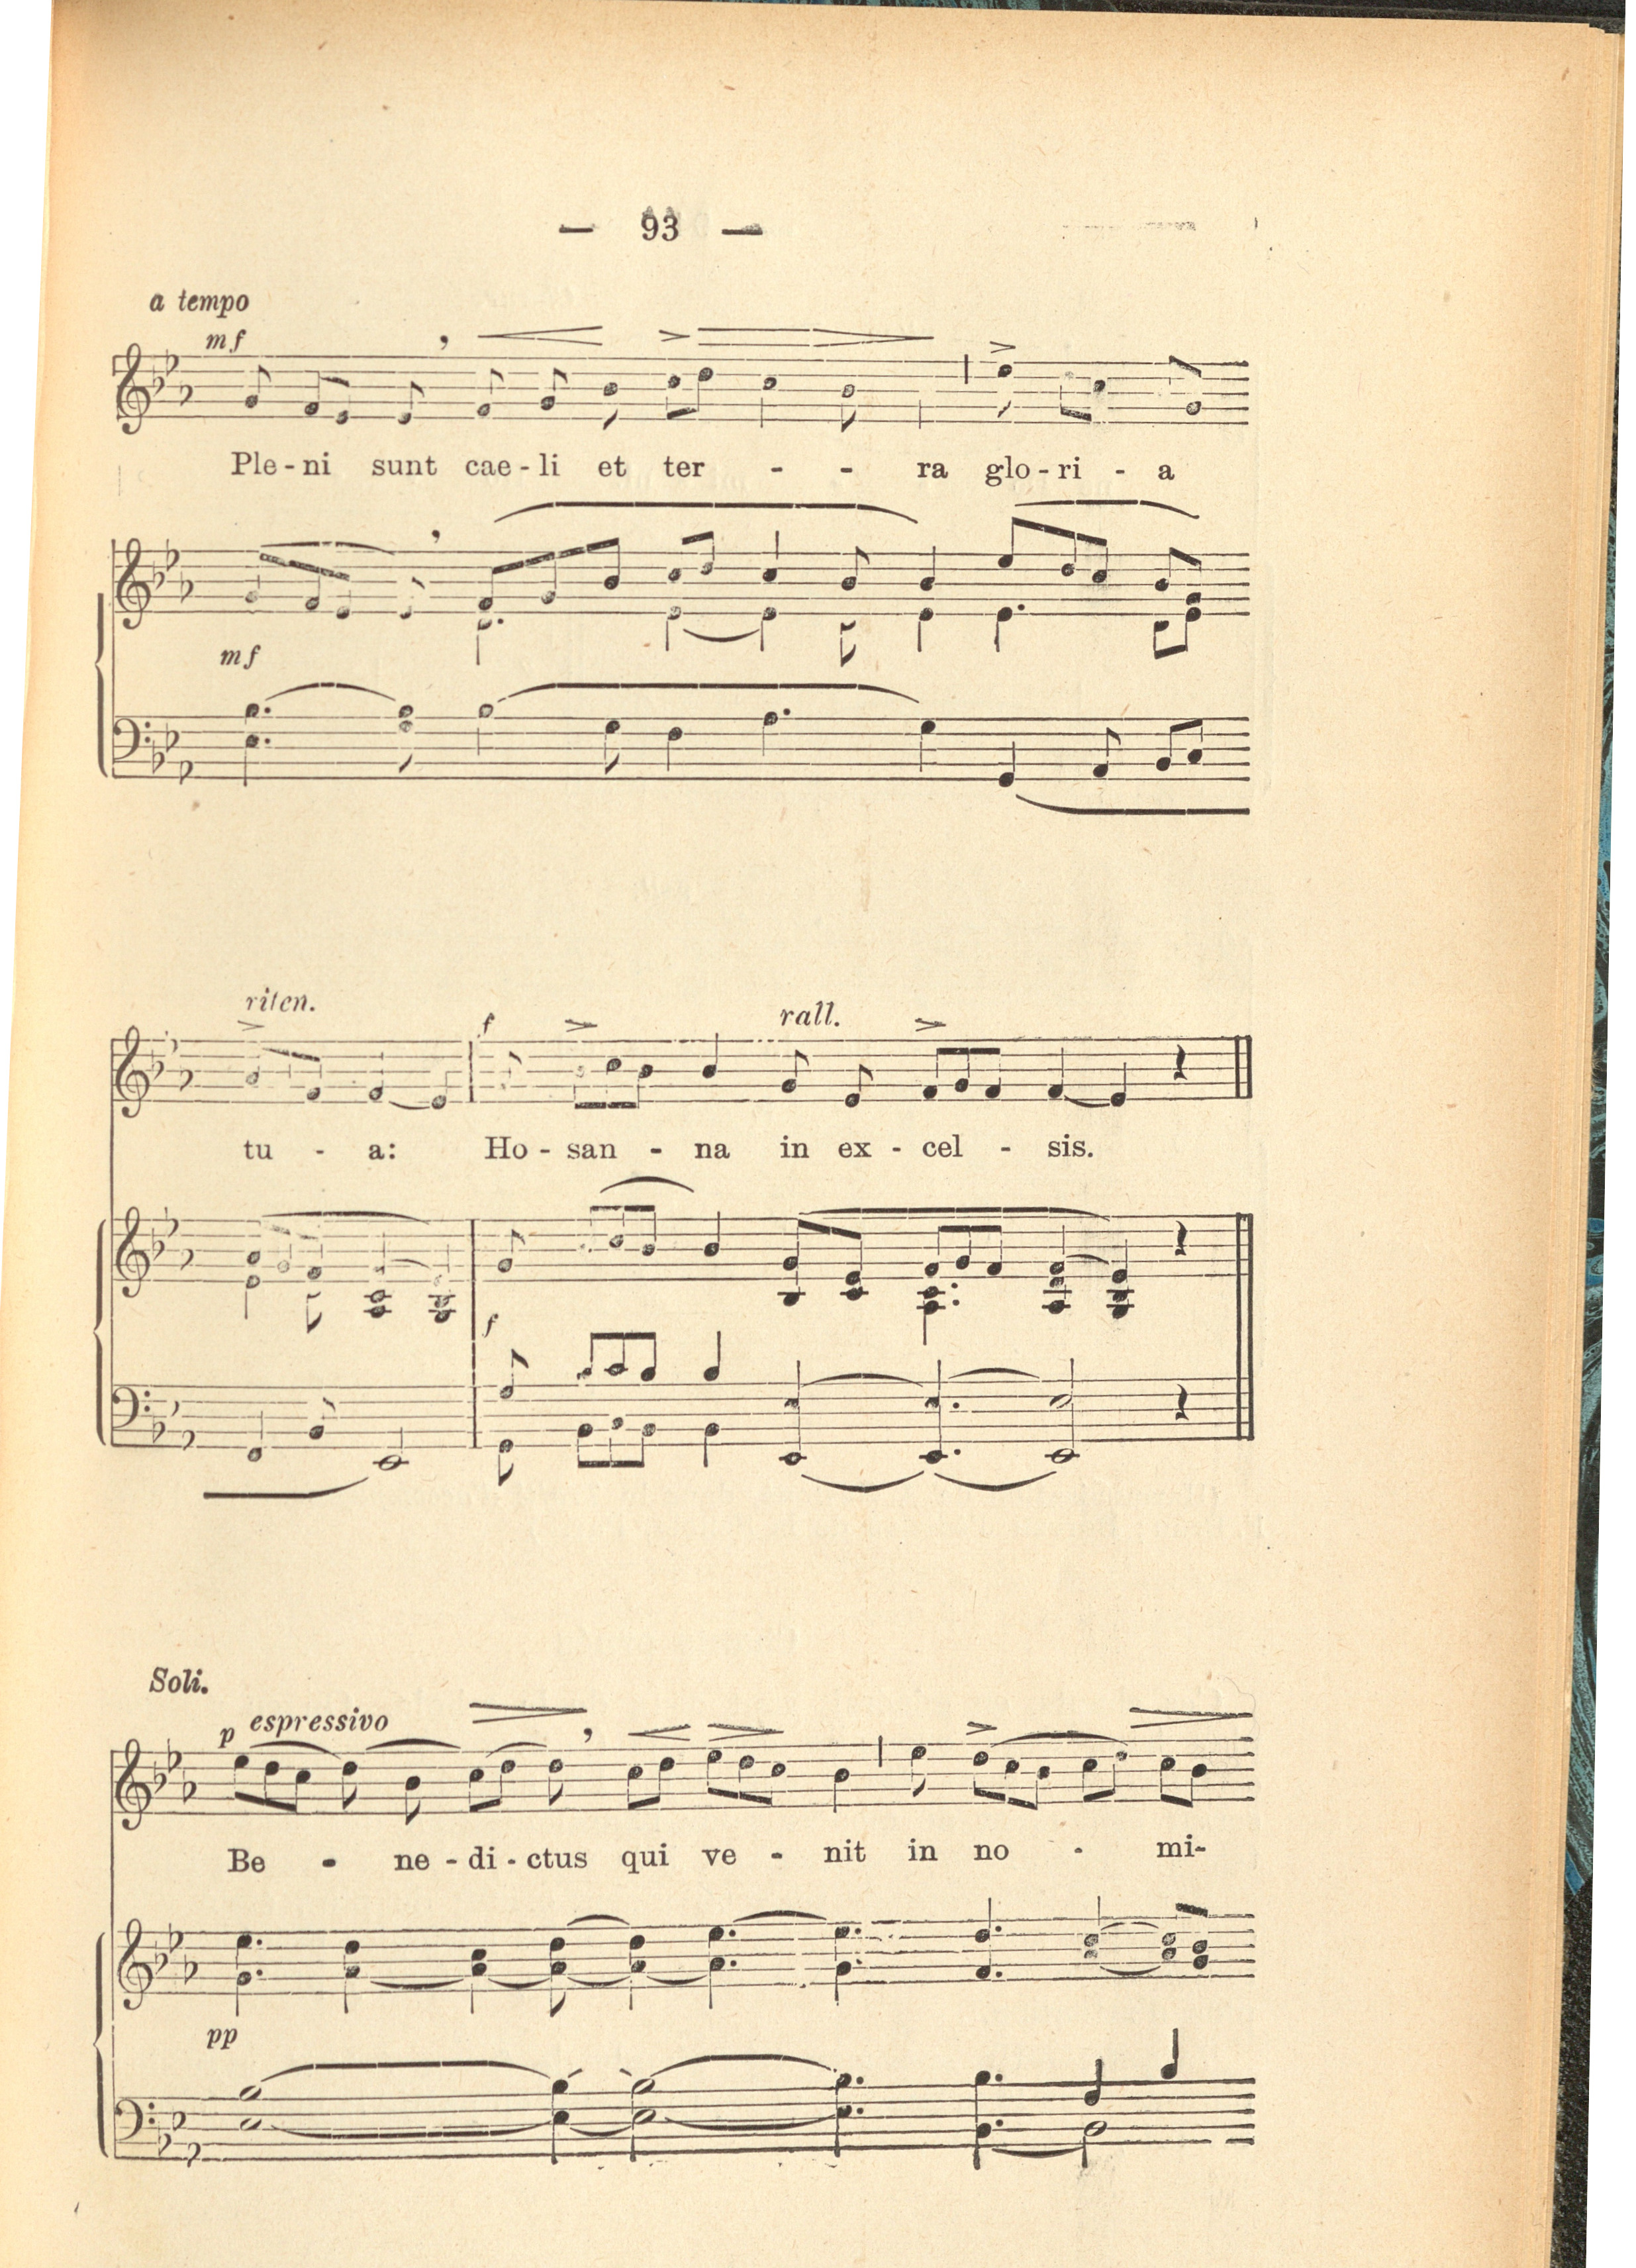 — 93 —
a tempo
mf
Ple - ni sunt cae - li et ter - - ra glo - ri - a
mf
riten.
f
rall.
tu - a: Ho - san - na in ex - cel - sis.
f
Soli.
p espressivo
Be - ne - di - ctus qui ve - nit in no - mi-
pp